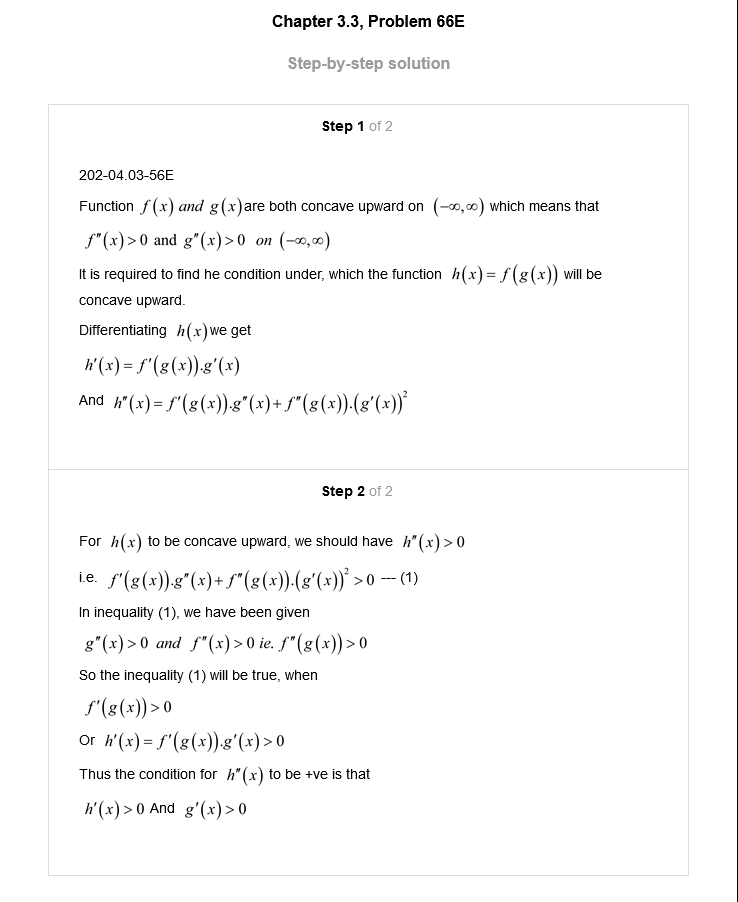 Chapter 3.3, Problem 66E
Step-by-step solution
Step 1 of 2
202-04.03-56E
Function f(x) and g(x)are both concave upward on (−∞,∞) which means that
f″(x)>0 and g″(x)>0 on (−∞,∞)
It is required to find he condition under, which the function h(x)=f(g(x)) will be
concave upward.
Differentiating h(x)we get
h′(x)=f′(g(x)).g′(x)
And h″(x)=f′(g(x)).g″(x)+f″(g(x)).(g′(x))²
Step 2 of 2
For h(x) to be concave upward, we should have h″(x)>0
i.e. f′(g(x)).g″(x)+f″(g(x)).(g′(x))²>0 --- (1)
In inequality (1), we have been given
g″(x)>0 and f″(x)>0 ie. f″(g(x))>0
So the inequality (1) will be true, when
f′(g(x))>0
Or h′(x)=f′(g(x)).g′(x)>0
Thus the condition for h″(x) to be +ve is that
h′(x)>0 And g′(x)>0